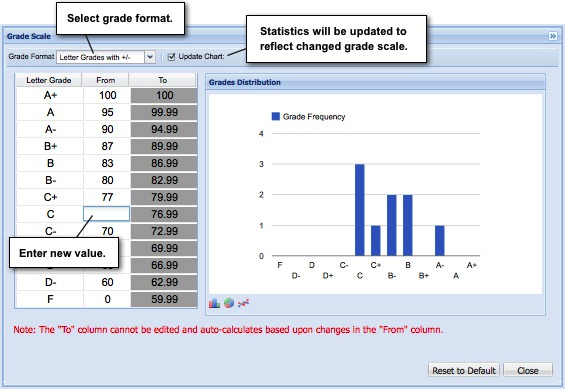 Select grade format.
Statistics will be updated to
reflect changed grade scale.
Grade Scale
Grade Format Letter Grades with +/- Update Chart:
Letter Grade From To
A+ 100 100
A 95 99.99
A- 90 94.99
B+ 87 89.99
B 83 86.99
B- 80 82.99
C+ 77 79.99
C 76.99
C- 70 72.99
69.99
66.99
D- 60 62.99
F 0 59.99
Enter new value.
Grades Distribution
Grade Frequency
4
3
2
1
0
F D C- C+ B A- A+
D- D+ C B- B+ A
Note: The "To" column cannot be edited and auto-calculates based upon changes in the "From" column.
Reset to Default Close